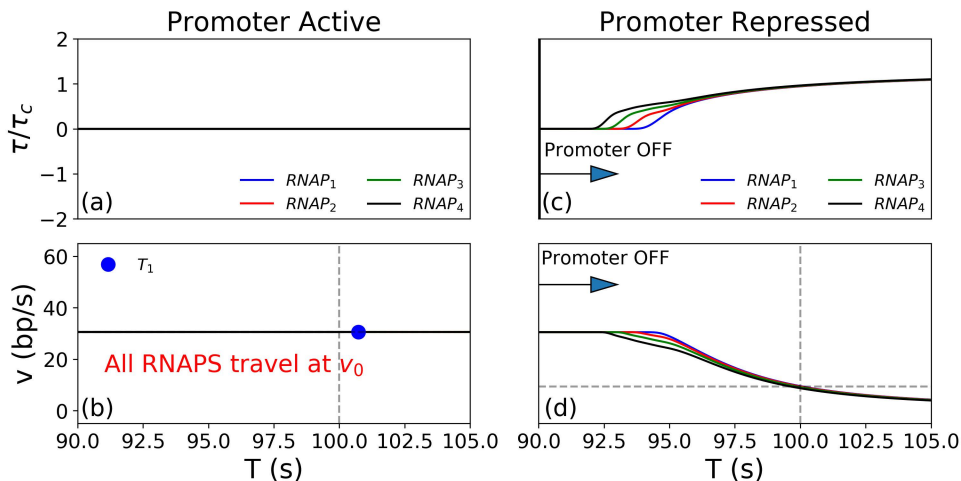 Promoter Active
Promoter Repressed
2
1
0
−1
−2
τ/τc
(a)
RNAP1
RNAP2
RNAP3
RNAP4
Promoter OFF
(c)
RNAP1
RNAP2
RNAP3
RNAP4
60
40
20
0
v (bp/s)
T1
All RNAPS travel at v0
(b)
90.0 92.5 95.0 97.5 100.0 102.5 105.0
T (s)
Promoter OFF
(d)
90.0 92.5 95.0 97.5 100.0 102.5 105.0
T (s)